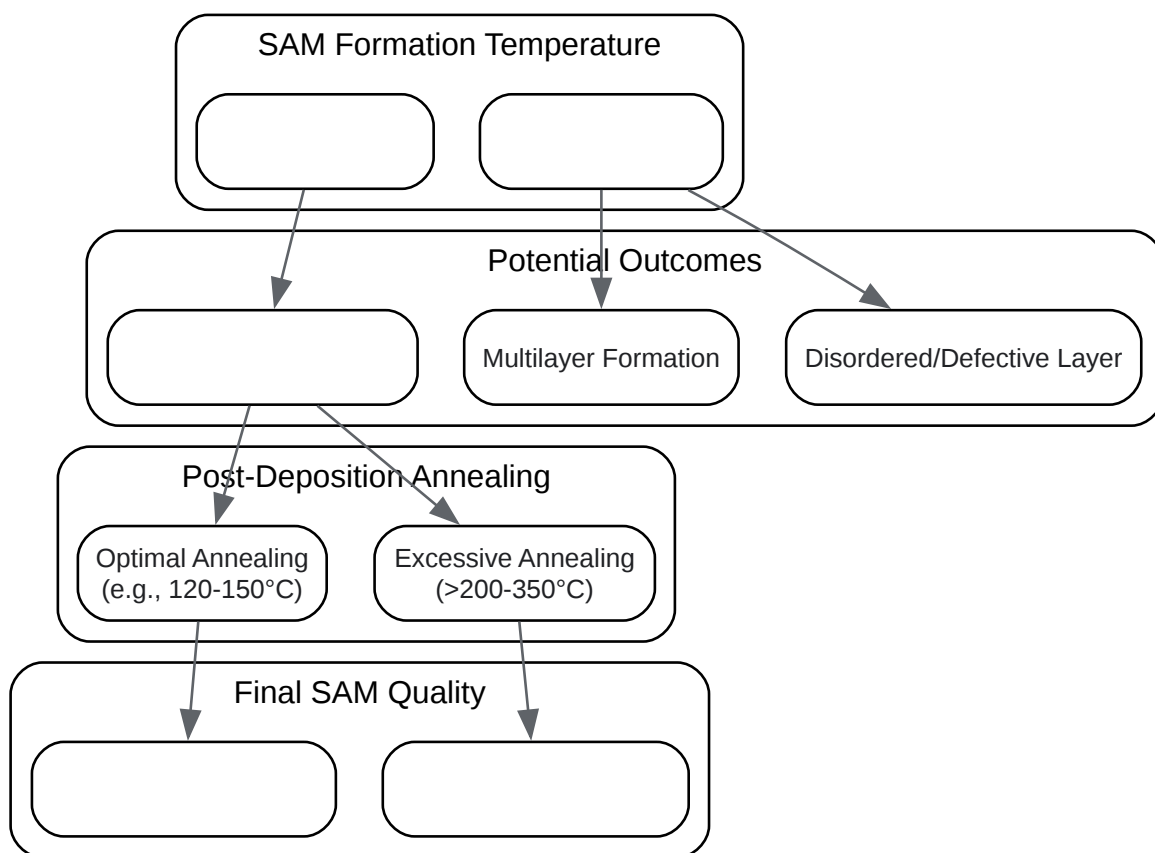 SAM Formation Temperature
Potential Outcomes
Multilayer Formation
Disordered/Defective Layer
Post-Deposition Annealing
Optimal Annealing
(e.g., 120-150°C)
Excessive Annealing
(>200-350°C)
Final SAM Quality